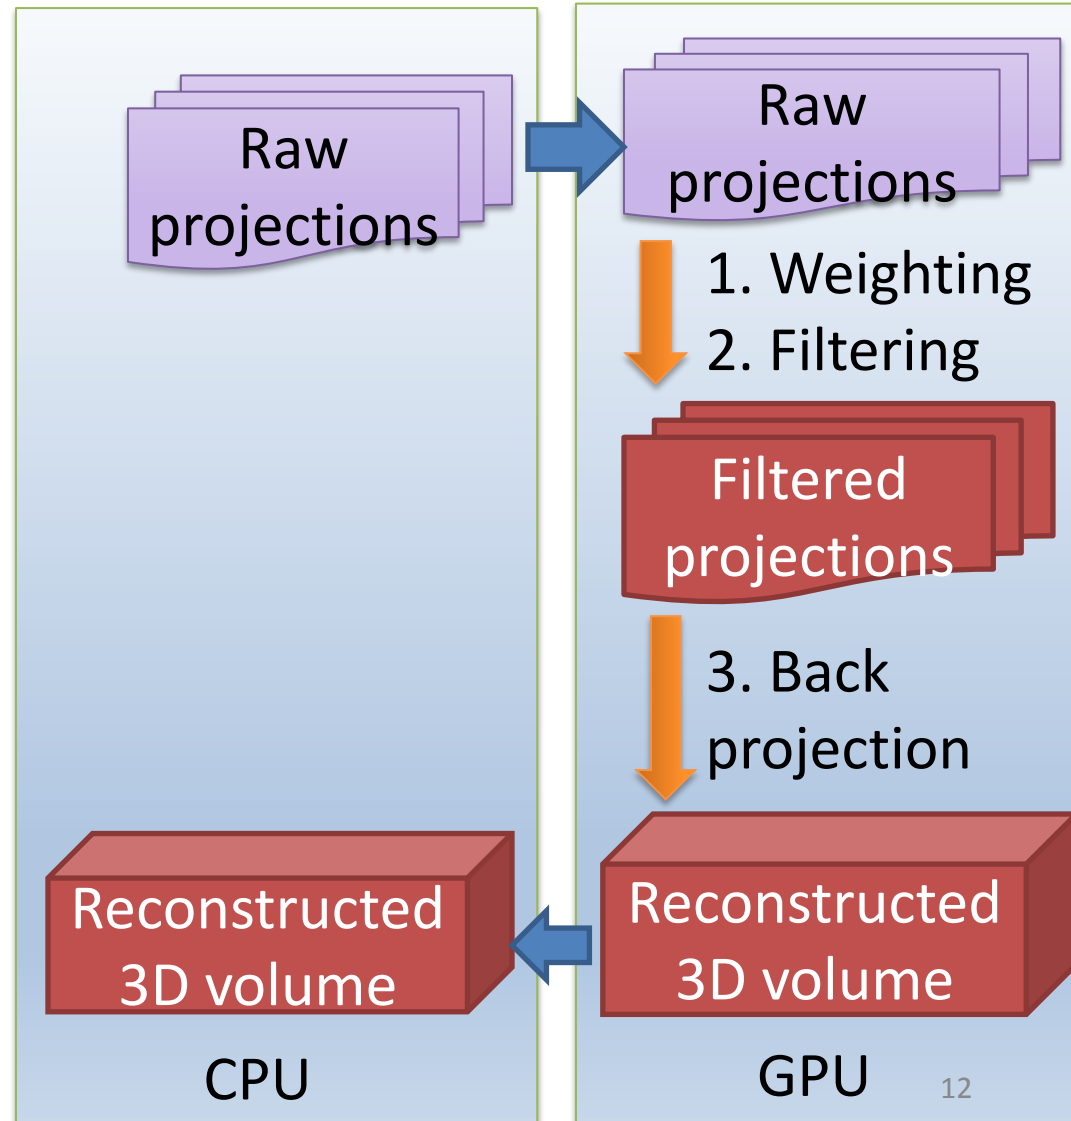 Raw
projections
Raw
projections
1. Weighting
2. Filtering
Filtered
projections
3. Back
projection
Reconstructed
3D volume
Reconstructed
3D volume
CPU
GPU
12